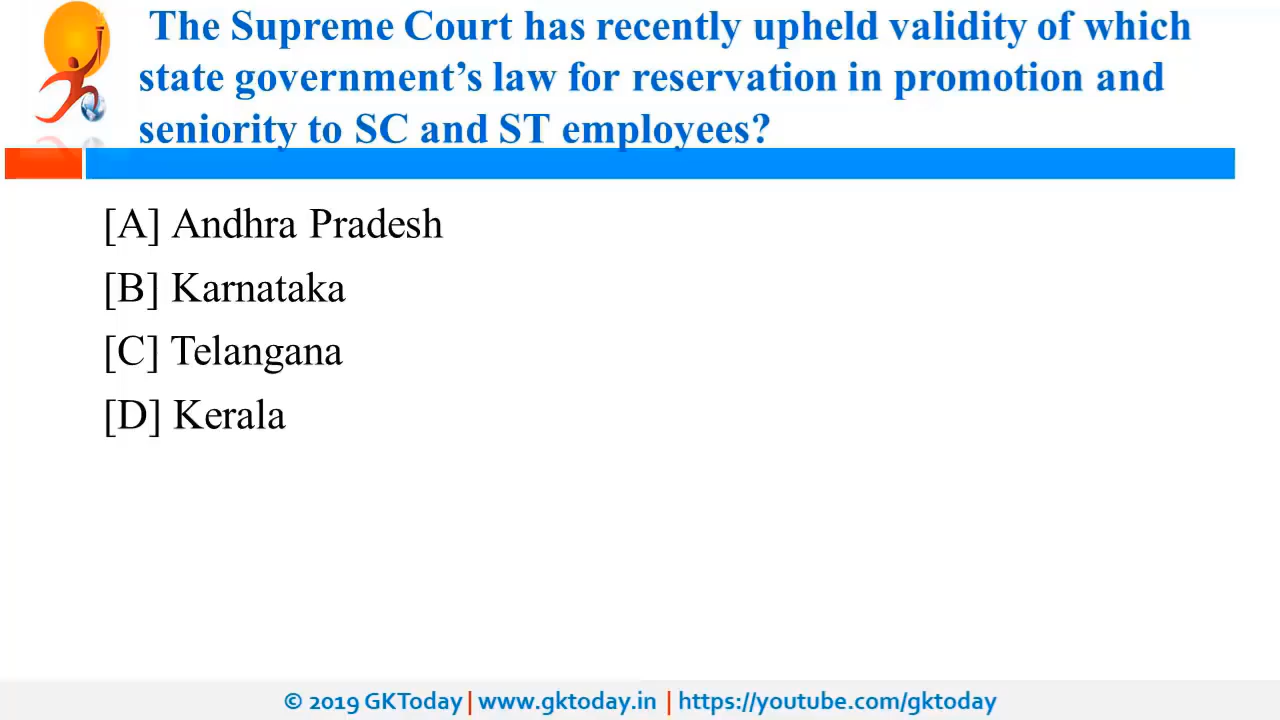 The Supreme Court has recently upheld validity of which
state government’s law for reservation in promotion and
seniority to SC and ST employees?
[A] Andhra Pradesh
[B] Karnataka
[C] Telangana
[D] Kerala
© 2019 GKToday | www.gktoday.in | https://youtube.com/gktoday